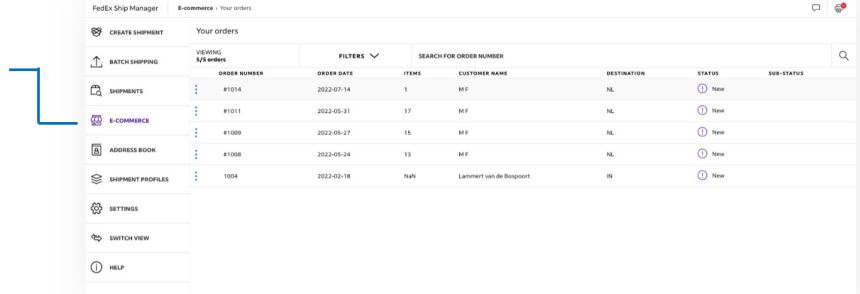 FedEx Ship Manager E-commerce › Your orders
CREATE SHIPMENT
BATCH SHIPPING
SHIPMENTS
E-COMMERCE
ADDRESS BOOK
SHIPMENT PROFILES
SETTINGS
SWITCH VIEW
HELP
Your orders
VIEWING
5/5 orders
FILTERS
SEARCH FOR ORDER NUMBER
ORDER NUMBER ORDER DATE ITEMS CUSTOMER NAME DESTINATION STATUS SUB-STATUS
#1014 2022-07-14 1 M F NL New
#1011 2022-05-31 17 M F NL New
#1009 2022-05-27 15 M F NL New
#1008 2022-05-24 13 M F NL New
1004 2022-02-18 NaN Lammert van de Bospoort IN New